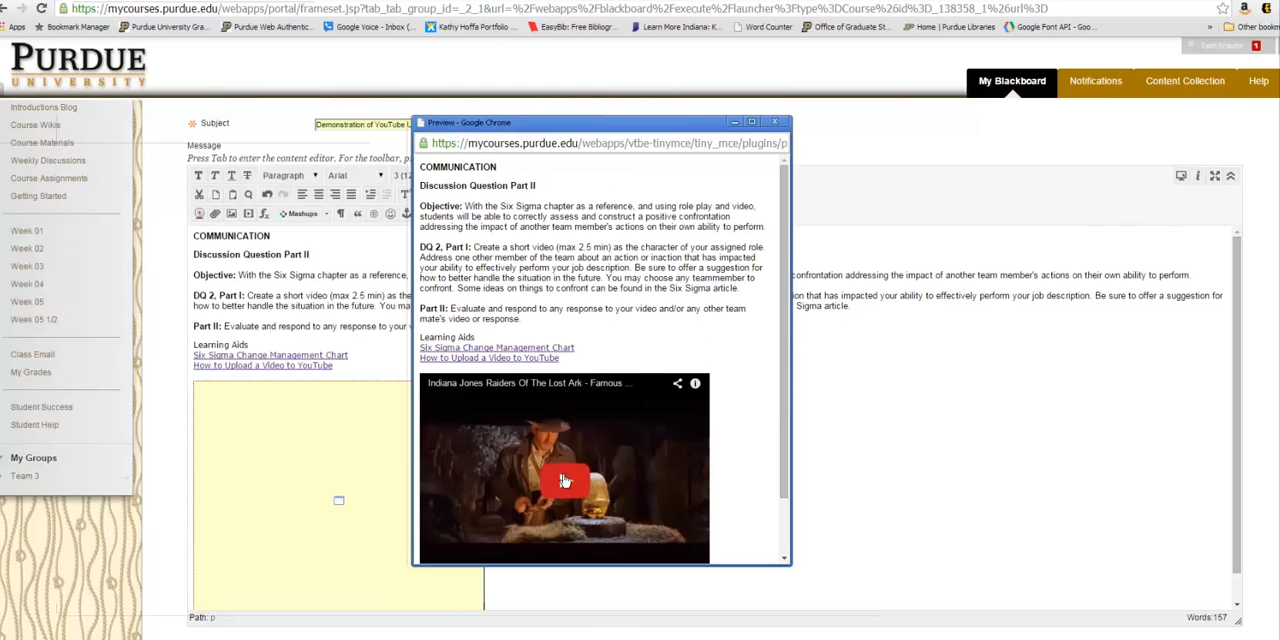 https://mycourses.purdue.edu/webapps/portal/frameset.jsp?tab_tab_group_id=_2_1&url=%2Fwebapps%2Fblackboard%2Fexecute%2Flauncher%3Ftype%3DCourse%26id%3D_138358_1%26url%3D
Apps Bookmark Manager Purdue University Gra... Purdue Web Authentic... Google Voice - Inbox (1) Kathy Hoffa Portfolio ... EasyBib: Free Bibliogr... Learn More Indiana: K... Word Counter Office of Graduate St... Home | Purdue Libraries Google Font API - Goo... » Other bookm
PURDUE
UNIVERSITY
1
My Blackboard Notifications Content Collection Help
Introductions Blog
Course Wikis
Course Materials
Weekly Discussions
Course Assignments
Getting Started
Week 01
Week 02
Week 03
Week 04
Week 05
Week 05 1/2
Class Email
My Grades
Student Success
Student Help
My Groups
Team 3
Subject
Demonstration of YouTube U
Message
Press Tab to enter the content editor. For the toolbar, p
T T T T Paragraph Arial 3 (12
Mashups
COMMUNICATION
Discussion Question Part II
Objective: With the Six Sigma chapter as a reference,
confrontation addressing the impact of another team member's actions on their own ability to perform.
DQ 2, Part I: Create a short video (max 2.5 min) as the
tion that has impacted your ability to effectively perform your job description. Be sure to offer a suggestion for
how to better handle the situation in the future. You ma
Sigma article.
Part II: Evaluate and respond to any response to your v
Learning Aids
Six Sigma Change Management Chart
How to Upload a Video to YouTube
Path: p
Words:157
Preview - Google Chrome
https://mycourses.purdue.edu/webapps/vtbe-tinymce/tiny_mce/plugins/p
COMMUNICATION
Discussion Question Part II
Objective: With the Six Sigma chapter as a reference, and using role play and video,
students will be able to correctly assess and construct a positive confrontation
addressing the impact of another team member's actions on their own ability to perform.
DQ 2, Part I: Create a short video (max 2.5 min) as the character of your assigned role.
Address one other member of the team about an action or inaction that has impacted
your ability to effectively perform your job description. Be sure to offer a suggestion for
how to better handle the situation in the future. You may choose any teammember to
confront. Some ideas on things to confront can be found in the Six Sigma article.
Part II: Evaluate and respond to any response to your video and/or any other team
mate's video or response.
Learning Aids
Six Sigma Change Management Chart
How to Upload a Video to YouTube
Indiana Jones Raiders Of The Lost Ark - Famous ...